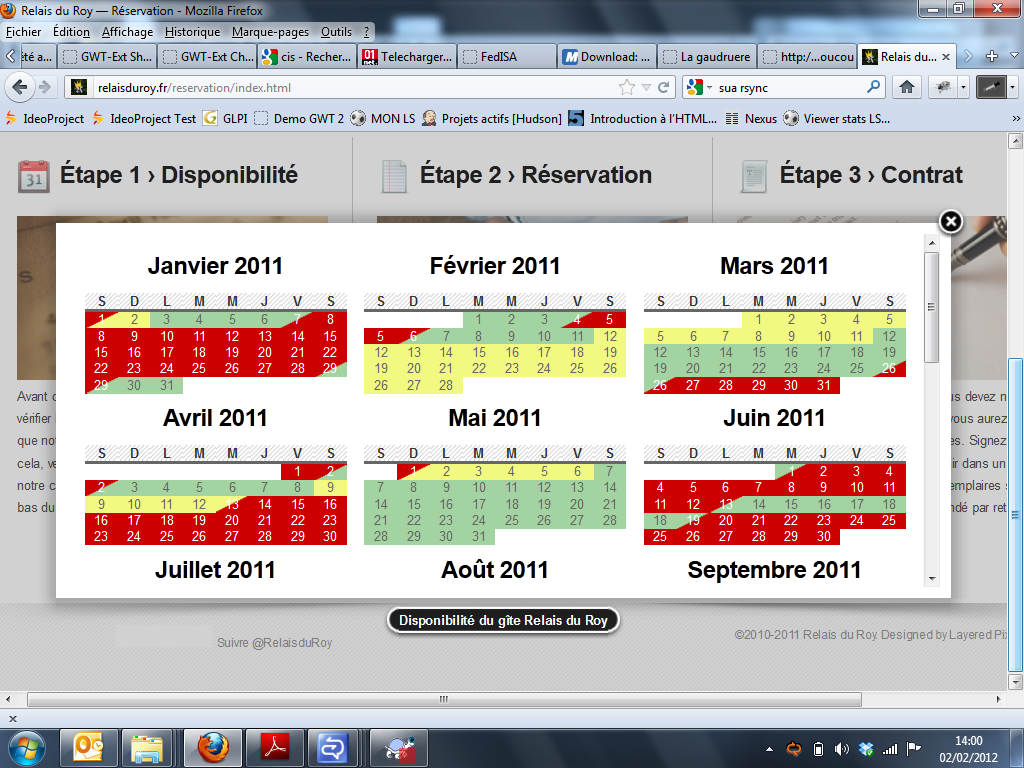 Relais du Roy — Réservation - Mozilla Firefox
Fichier Édition Affichage Historique Marque-pages Outils ?
été a... GWT-Ext Sh... GWT-Ext Ch... cis - Recher... 01 Telecharger... FedISA Download: ... La gaudruere http:/...oucou Relais du...
relaisduroy.fr/reservation/index.html sua rsync
IdeoProject IdeoProject Test GLPI Demo GWT 2 MON LS Projets actifs [Hudson] Introduction à l'HTML... Nexus Viewer stats LS... »
31 Étape 1 › Disponibilité Étape 2 › Réservation Étape 3 › Contrat
Janvier 2011 Février 2011 Mars 2011
S D L M M J V S S D L M M J V S S D L M M J V S
1 2 3 4 5 6 7 8 1 2 3 4 5 1 2 3 4 5
8 9 10 11 12 13 14 15 5 6 7 8 9 10 11 12 5 6 7 8 9 10 11 12
15 16 17 18 19 20 21 22 12 13 14 15 16 17 18 19 12 13 14 15 16 17 18 19
22 23 24 25 26 27 28 29 19 20 21 22 23 24 25 26 19 20 21 22 23 24 25 26
29 30 31 26 27 28 26 27 28 29 30 31
Avant us devez n
vérifier vous aurez
que no es. Signez
Avril 2011 Mai 2011 Juin 2011
S D L M M J V S S D L M M J V S S D L M M J V S
cela, ve ir dans un
1 2 1 2 3 4 5 6 7 1 2 3 4
notre c emplaires s
2 3 4 5 6 7 8 9 7 8 9 10 11 12 13 14 4 5 6 7 8 9 10 11
bas du ndé par ret
9 10 11 12 13 14 15 16 14 15 16 17 18 19 20 21 11 12 13 14 15 16 17 18
16 17 18 19 20 21 22 23 21 22 23 24 25 26 27 28 18 19 20 21 22 23 24 25
23 24 25 26 27 28 29 30 28 29 30 31 25 26 27 28 29 30
Juillet 2011 Août 2011 Septembre 2011
Disponibilité du gîte Relais du Roy
Suivre @RelaisduRoy ©2010-2011 Relais du Roy. Designed by Layered Pix
14:00
02/02/2012